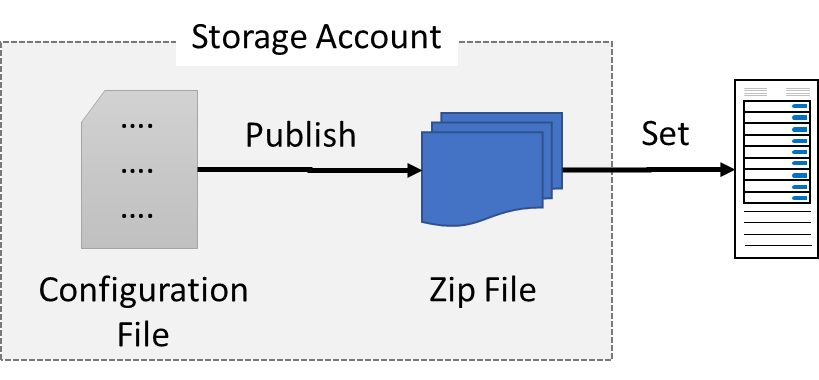 Storage Account
....
Publish
Set
....
....
Configuration
File
Zip File